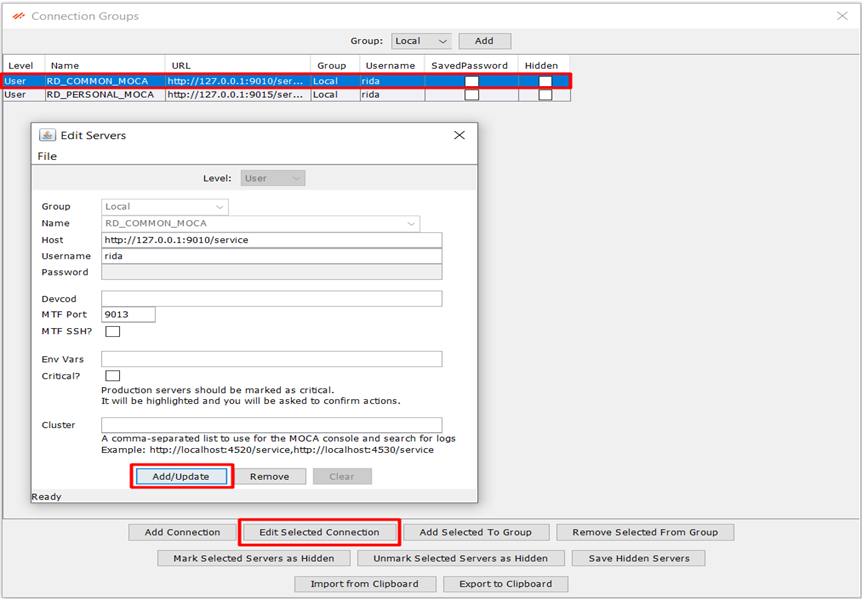 Connection Groups
Group: Local Add
Level Name URL Group Username SavedPassword Hidden
User RD_COMMON_MOCA http://127.0.0.1:9010/ser... Local rida
User RD_PERSONAL_MOCA http://127.0.0.1:9015/ser... Local rida
Edit Servers
File
Level: User
Group Local
Name RD_COMMON_MOCA
Host http://127.0.0.1:9010/service
Username rida
Password
Devcod
MTF Port 9013
MTF SSH?
Env Vars
Critical?
Production servers should be marked as critical.
It will be highlighted and you will be asked to confirm actions.
Cluster
A comma-separated list to use for the MOCA console and search for logs
Example: http://localhost:4520/service,http://localhost:4530/service
Add/Update Remove Clear
Ready
Add Connection Edit Selected Connection Add Selected To Group Remove Selected From Group
Mark Selected Servers as Hidden Unmark Selected Servers as Hidden Save Hidden Servers
Import from Clipboard Export to Clipboard